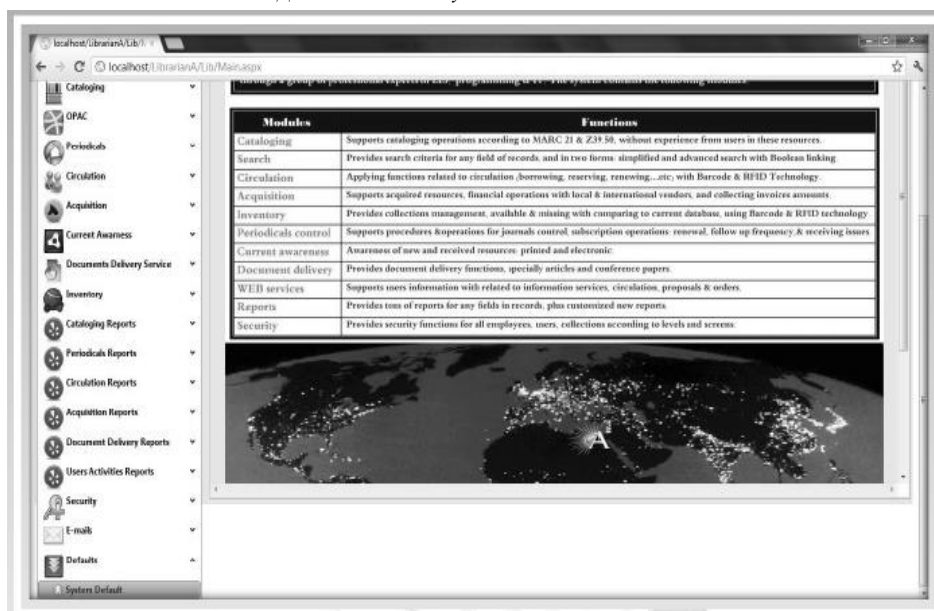 localhost/LibrarianA/Lib/
localhost/LibrarianA/Lib/Main.aspx
Cataloging
OPAC
Periodicals
Circulation
Acquisition
Current Awarness
Documents Delivery Service
Inventory
Cataloging Reports
Periodicals Reports
Circulation Reports
Acquisition Reports
Document Delivery Reports
Users Activities Reports
Security
E-mails
Defaults
System Default
Modules Functions
Cataloging Supports cataloging operations according to MARC 21 & Z39.50, without experience from users in these resources.
Search Provides search criteria for any field of records, and in two forms: simplified and advanced search with Boolean linking
Circulation Applying functions related to circulation /borrowing, reserving, renewing...etc, with Barcode & RFID Technology.
Acquisition Supports acquired resources, financial operations with local & international vendors, and collecting invoices amounts.
Inventory Provides collections management, available & missing with comparing to current database, using Barcode & RFID technology
Periodicals control Supports procedures &operations for journals control, subscription operations: renewal, follow up frequency,& receiving issues
Current awareness Awareness of new and received resources: printed and electronic
Document delivery Provides document delivery functions, specially articles and conference papers.
WEB services Supports users information with related to information services, circulation, proposals & orders.
Reports Provides tons of reports for any fields in records, plus customized new reports.
Security Provides security functions for all employees, users, collections according to levels and screens.
A